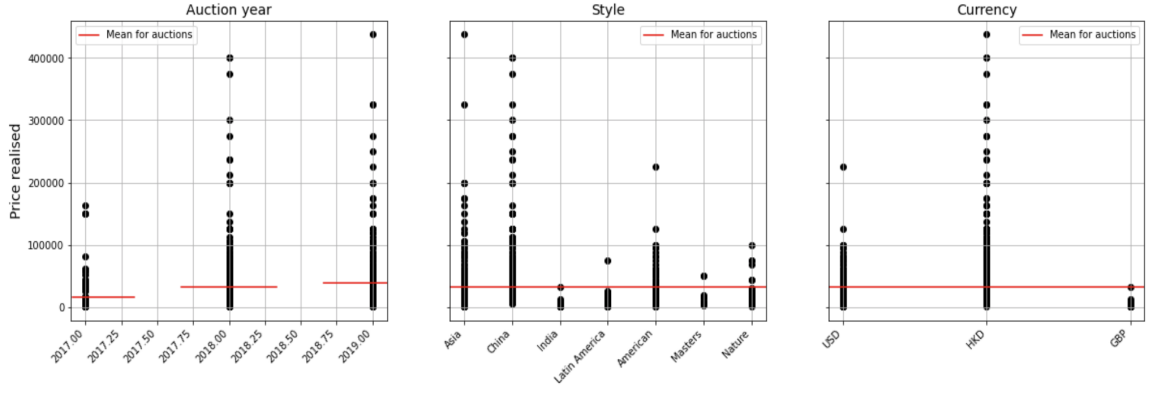 Auction year
Mean for auctions
Price realised
400000
300000
200000
100000
0
2017.00
2017.25
2017.50
2017.75
2018.00
2018.25
2018.50
2018.75
2019.00
Style
Mean for auctions
Asia
China
India
Latin America
American
Masters
Nature
Currency
Mean for auctions
USD
HKD
GBP